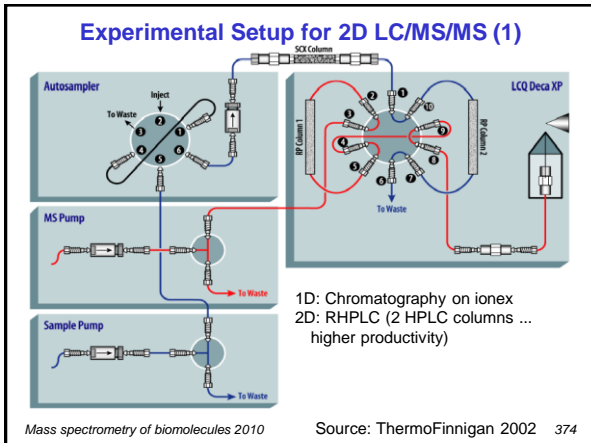 Experimental Setup for 2D LC/MS/MS (1)
SCX Column
Autosampler
Inject
To Waste
2
3
1
4
6
5
LCQ Deca XP
RP Column 1
RP Column 2
1
2
10
3
9
4
8
5
6
7
To Waste
MS Pump
To Waste
Sample Pump
To Waste
1D: Chromatography on ionex
2D: RHPLC (2 HPLC columns ...
higher productivity)
Mass spectrometry of biomolecules 2010
Source: ThermoFinnigan 2002
374